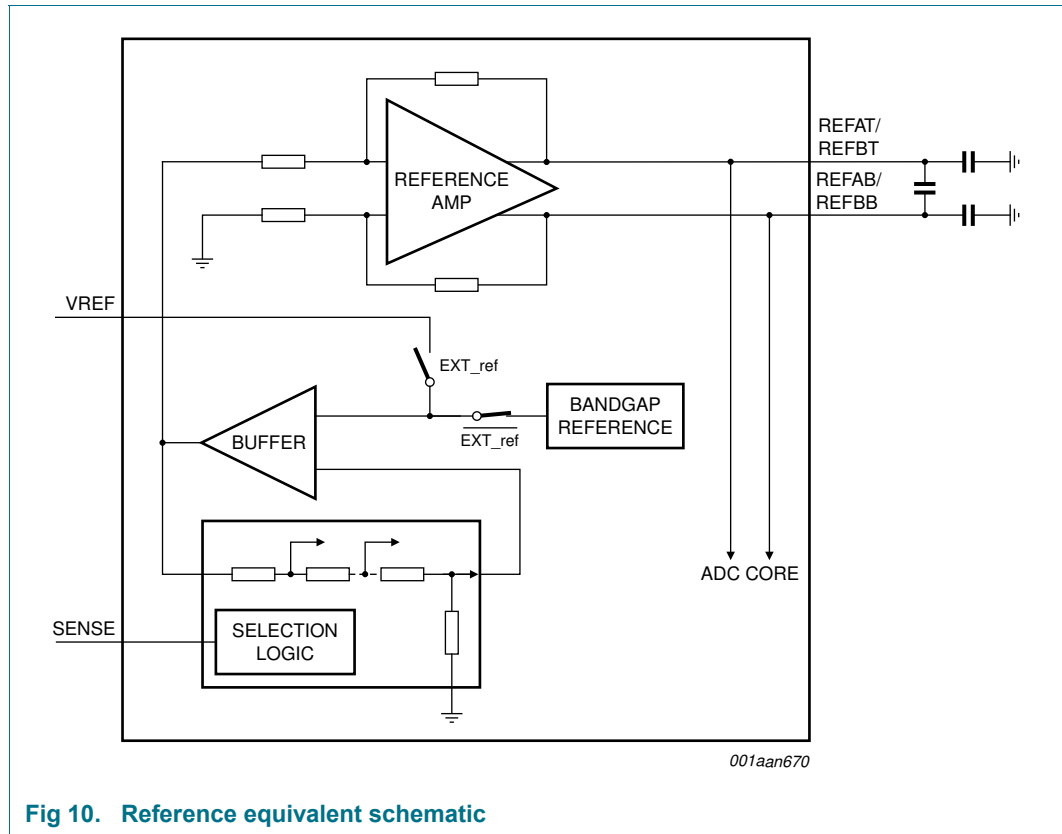 REFAT/
REFBT
REFERENCE
AMP
REFAB/
REFBB
VREF
EXT_ref
BANDGAP
REFERENCE
BUFFER
EXT_ref
ADC CORE
SENSE
SELECTION
LOGIC
001aan670
Fig 10. Reference equivalent schematic